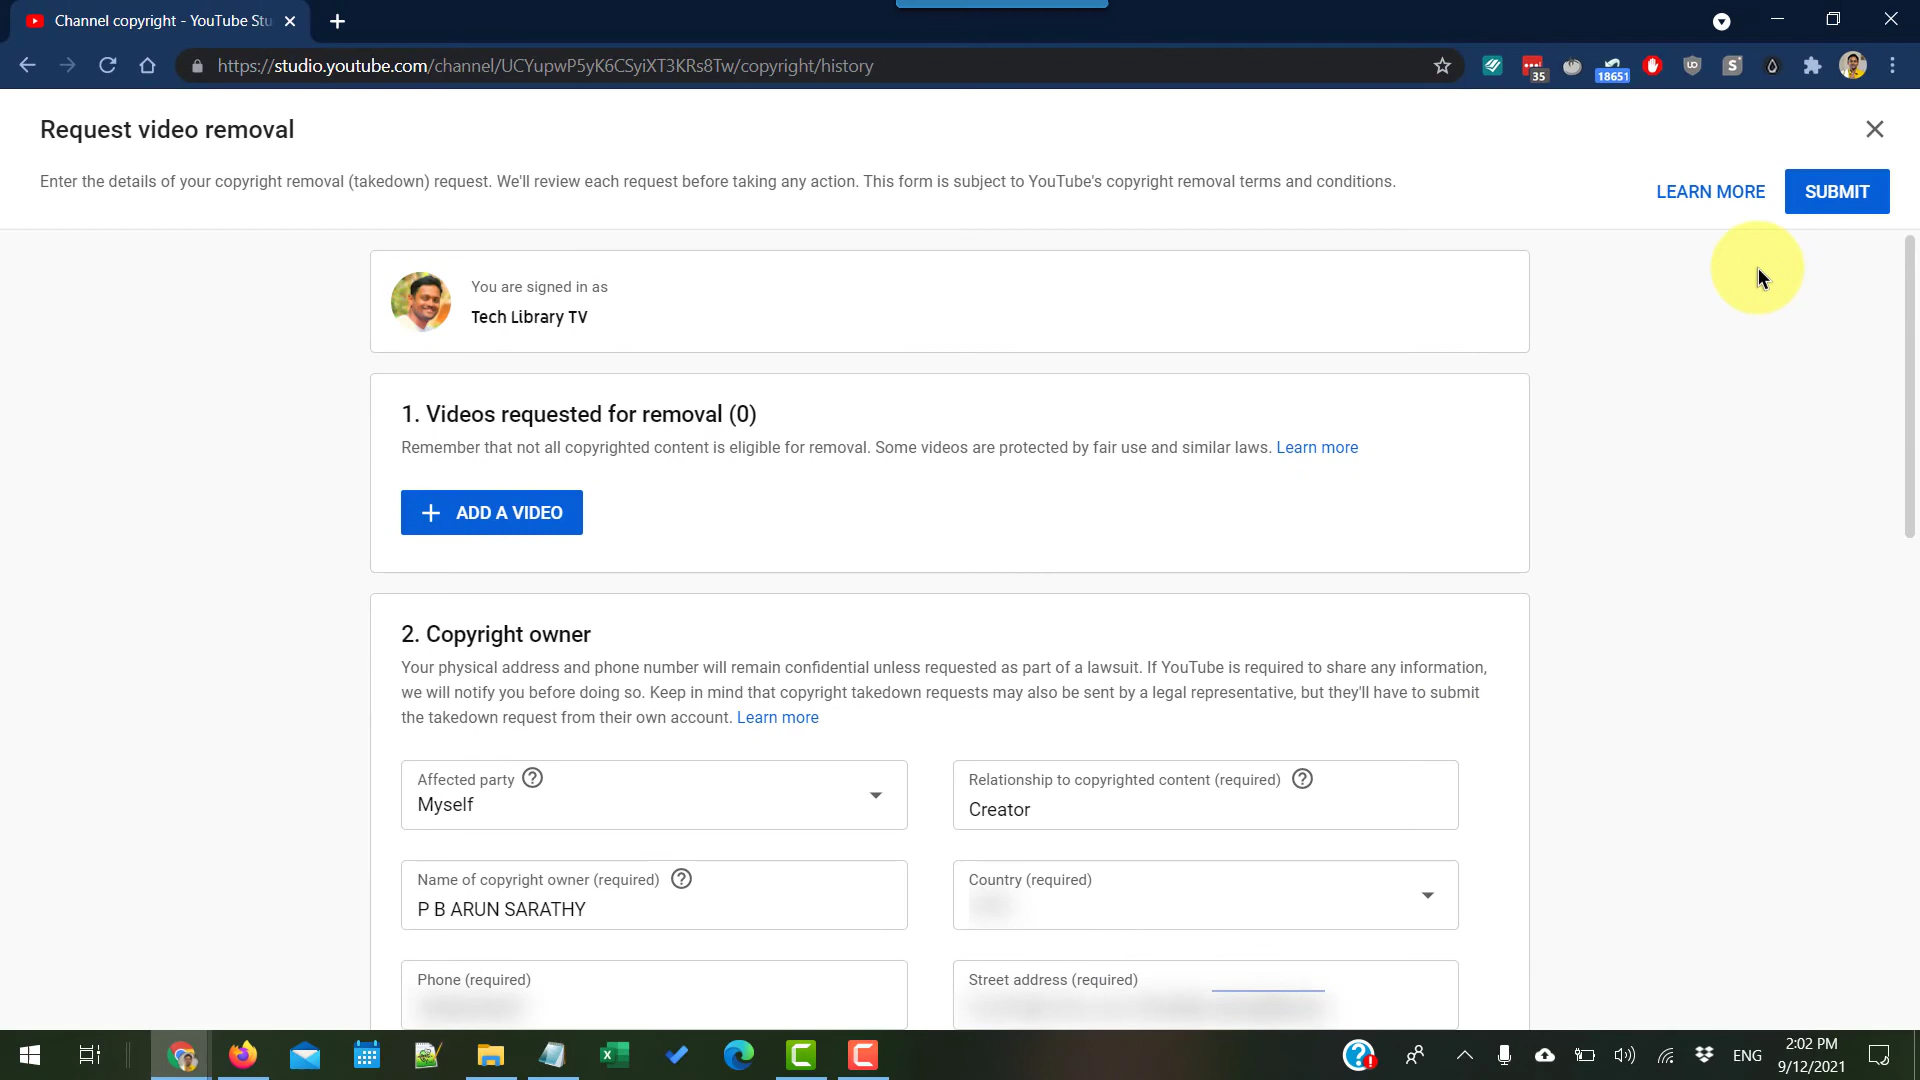 Channel copyright - YouTube Stu
https://studio.youtube.com/channel/UCYupwP5yK6CSyiXT3KRs8Tw/copyright/history
35
18651
Request video removal
Enter the details of your copyright removal (takedown) request. We'll review each request before taking any action. This form is subject to YouTube's copyright removal terms and conditions.
LEARN MORE
SUBMIT
You are signed in as
Tech Library TV
1. Videos requested for removal (0)
Remember that not all copyrighted content is eligible for removal. Some videos are protected by fair use and similar laws. Learn more
ADD A VIDEO
2. Copyright owner
Your physical address and phone number will remain confidential unless requested as part of a lawsuit. If YouTube is required to share any information,
we will notify you before doing so. Keep in mind that copyright takedown requests may also be sent by a legal representative, but they'll have to submit
the takedown request from their own account. Learn more
Affected party
Myself
Relationship to copyrighted content (required)
Creator
Name of copyright owner (required)
P B ARUN SARATHY
Country (required)
Phone (required)
Street address (required)
ENG
2:02 PM
9/12/2021